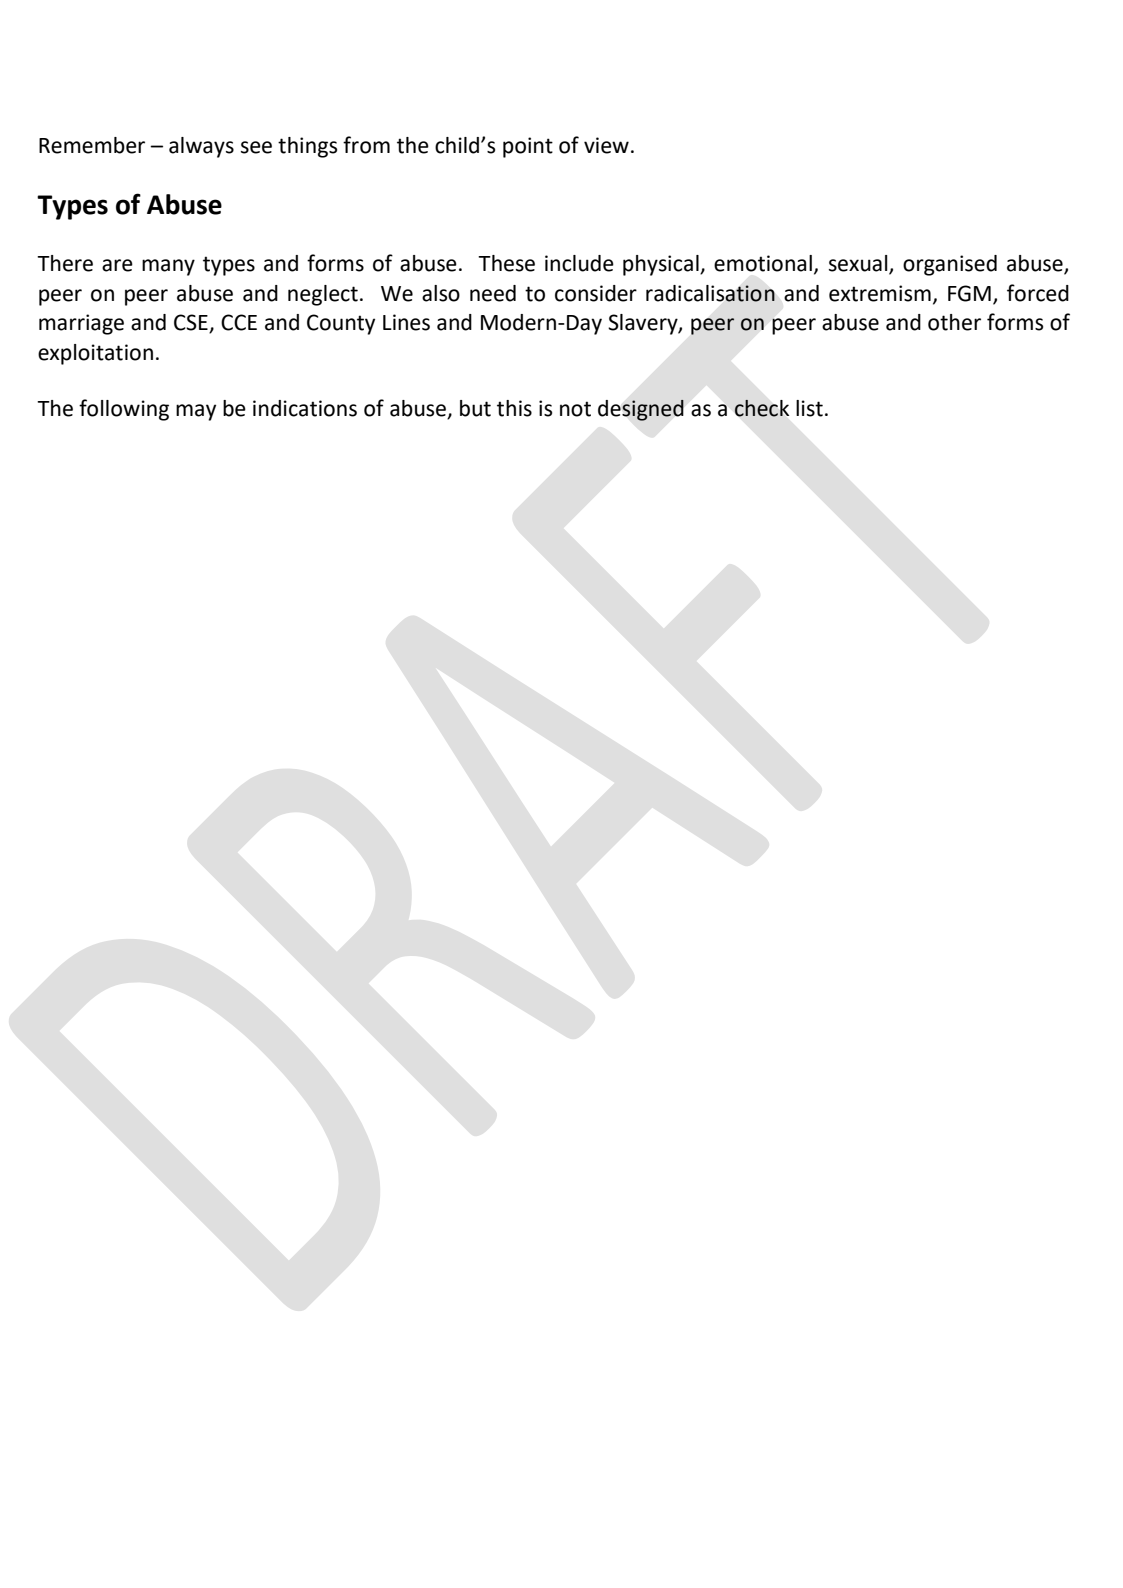 Remember – always see things from the child’s point of view.
Types of Abuse
There are many types and forms of abuse.  These include physical, emotional, sexual, organised abuse,
peer on peer abuse and neglect.  We also need to consider radicalisation and extremism, FGM, forced
marriage and CSE, CCE and County Lines and Modern-Day Slavery, peer on peer abuse and other forms of
exploitation.
The following may be indications of abuse, but this is not designed as a check list.
DRAFT